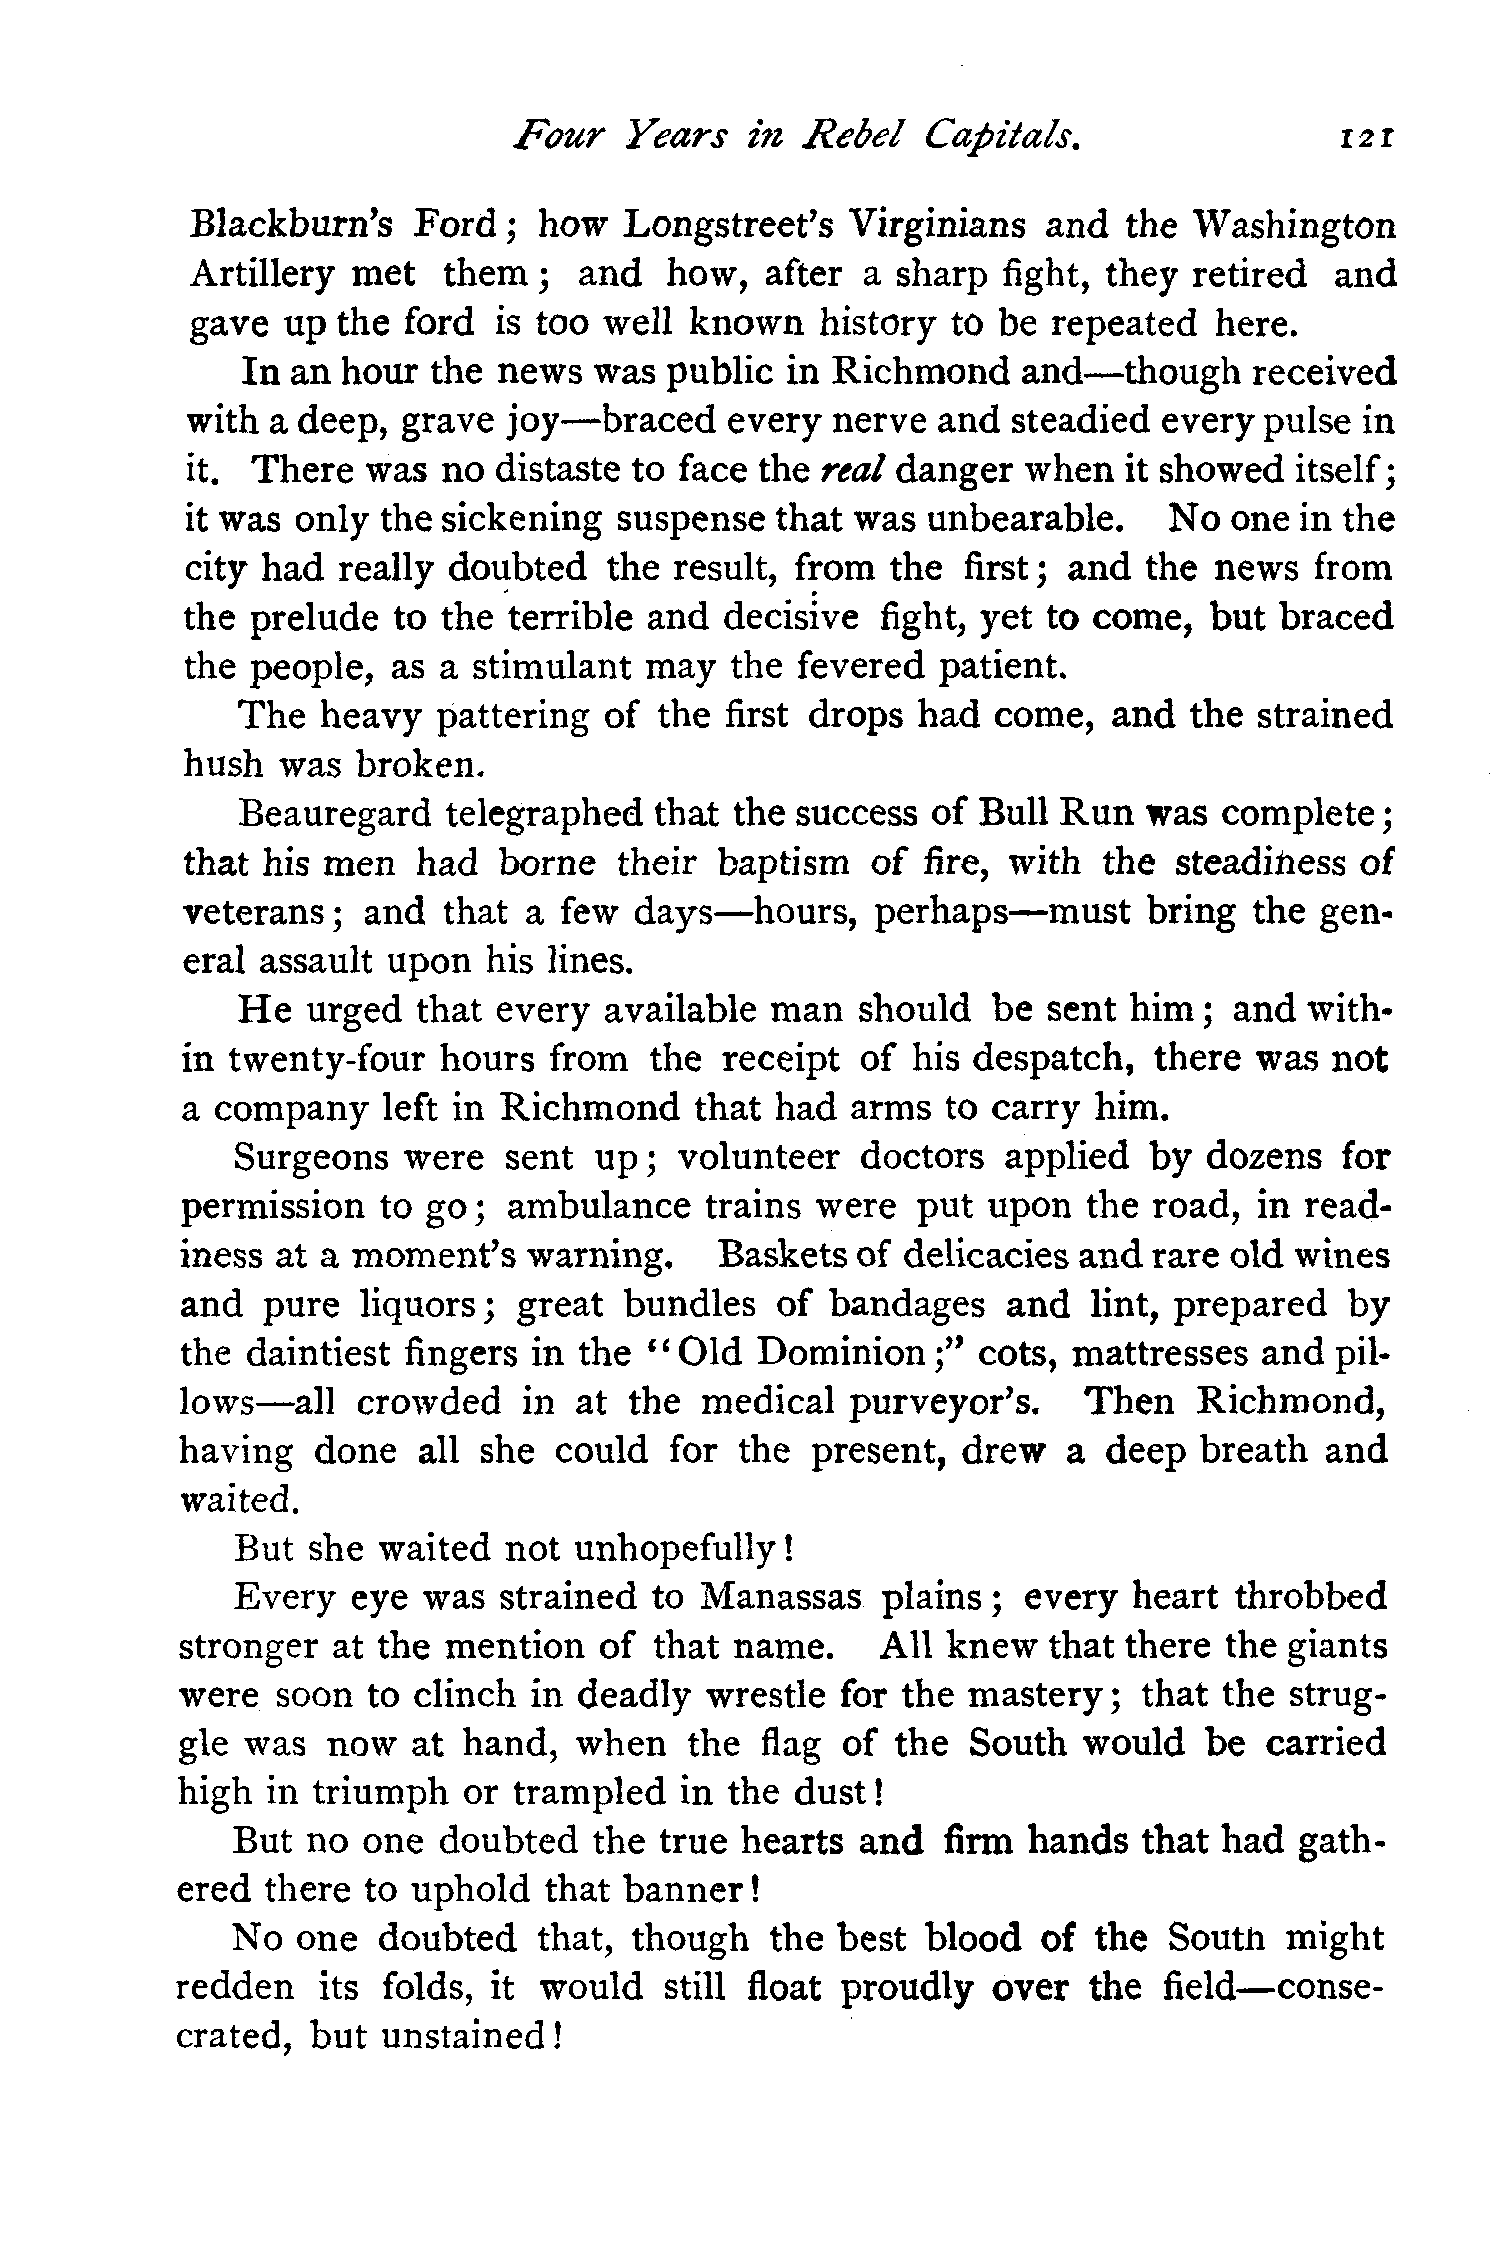 Four Years in Rebel Capitals. 121
Blackburn's Ford; how Longstreet's Virginians and the Washington
Artillery met them; and how, after a sharp fight, they retired and
gave up the ford is too well known history to be repeated here.
In an hour the news was public in Richmond and—though received
with a deep, grave joy—braced every nerve and steadied every pulse in
it. There was no distaste to face the real danger when it showed itself;
it was only the sickening suspense that was unbearable. No one in the
city had really doubted the result, from the first; and the news from
the prelude to the terrible and decisive fight, yet to come, but braced
the people, as a stimulant may the fevered patient.
The heavy pattering of the first drops had come, and the strained
hush was broken.
Beauregard telegraphed that the success of Bull Run was complete;
that his men had borne their baptism of fire, with the steadiness of
veterans; and that a few days—hours, perhaps—must bring the gen-
eral assault upon his lines.
He urged that every available man should be sent him; and with-
in twenty-four hours from the receipt of his despatch, there was not
a company left in Richmond that had arms to carry him.
Surgeons were sent up; volunteer doctors applied by dozens for
permission to go; ambulance trains were put upon the road, in read-
iness at a moment's warning. Baskets of delicacies and rare old wines
and pure liquors; great bundles of bandages and lint, prepared by
the daintiest fingers in the "Old Dominion;" cots, mattresses and pil-
lows—all crowded in at the medical purveyor's. Then Richmond,
having done all she could for the present, drew a deep breath and
waited.
But she waited not unhopefully!
Every eye was strained to Manassas plains; every heart throbbed
stronger at the mention of that name. All knew that there the giants
were soon to clinch in deadly wrestle for the mastery; that the strug-
gle was now at hand, when the flag of the South would be carried
high in triumph or trampled in the dust!
But no one doubted the true hearts and firm hands that had gath-
ered there to uphold that banner!
No one doubted that, though the best blood of the South might
redden its folds, it would still float proudly over the field—conse-
crated, but unstained!